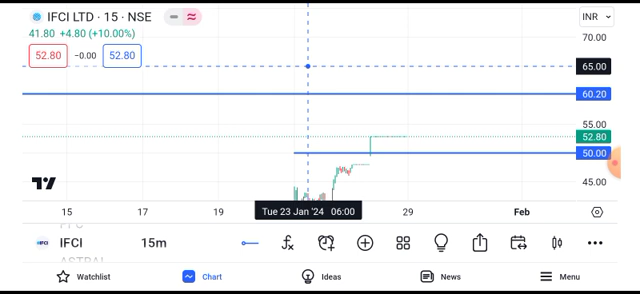 IFCI LTD · 15 · NSE
INR
41.80 +4.80 (+10.00%)
70.00
52.80 −0.00 52.80
65.00
60.20
55.00
52.80
50.00
45.00
15 17 19 Tue 23 Jan '24 06:00 29 Feb
IFCI 15m
Watchlist Chart Ideas News Menu